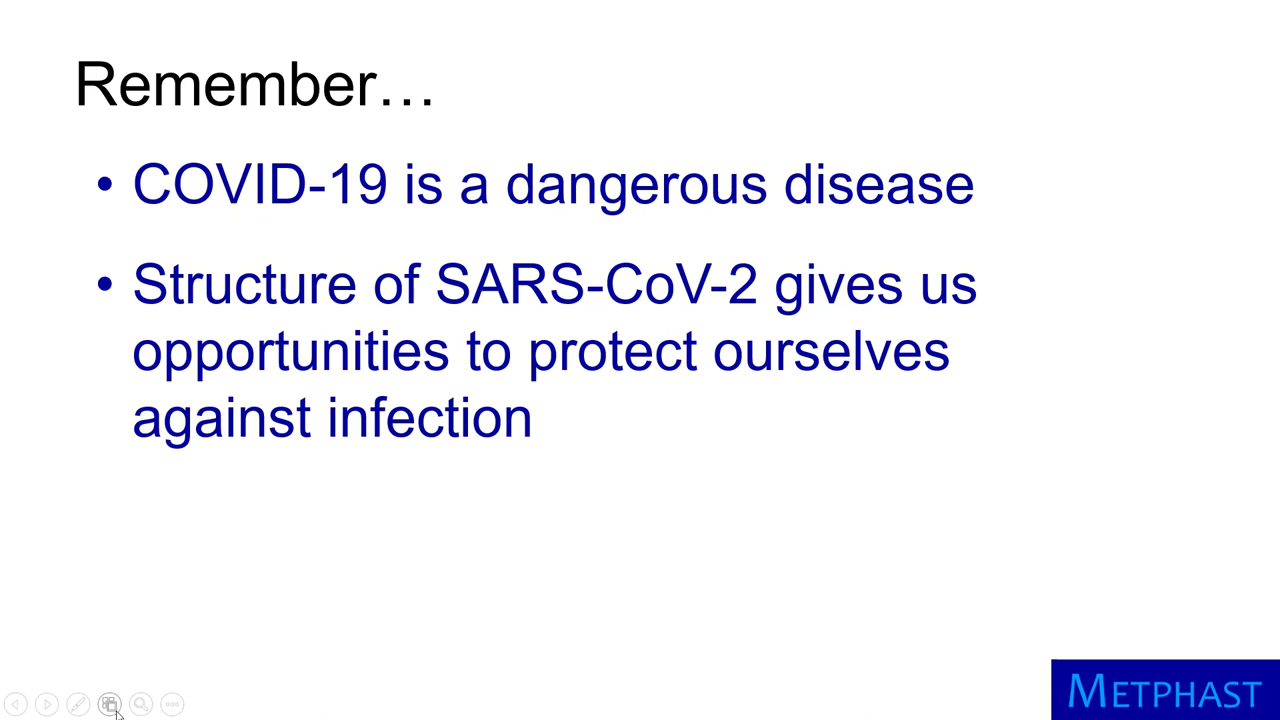 Remember…
• COVID-19 is a dangerous disease
• Structure of SARS-CoV-2 gives us
opportunities to protect ourselves
against infection
METPHAST